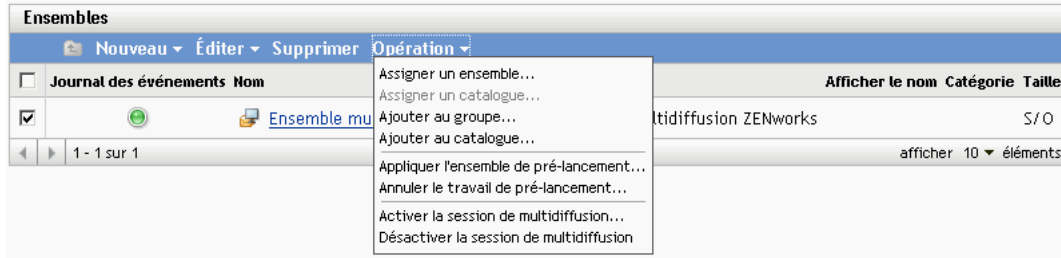 Ensembles
Nouveau Éditer Supprimer Opération
Journal des événements Nom Afficher le nom Catégorie Taille
Ensemble mu ltidiffusion ZENworks S/O
1 - 1 sur 1 afficher 10 éléments
Assigner un ensemble...
Assigner un catalogue...
Ajouter au groupe...
Ajouter au catalogue...
Appliquer l'ensemble de pré-lancement...
Annuler le travail de pré-lancement...
Activer la session de multidiffusion...
Désactiver la session de multidiffusion